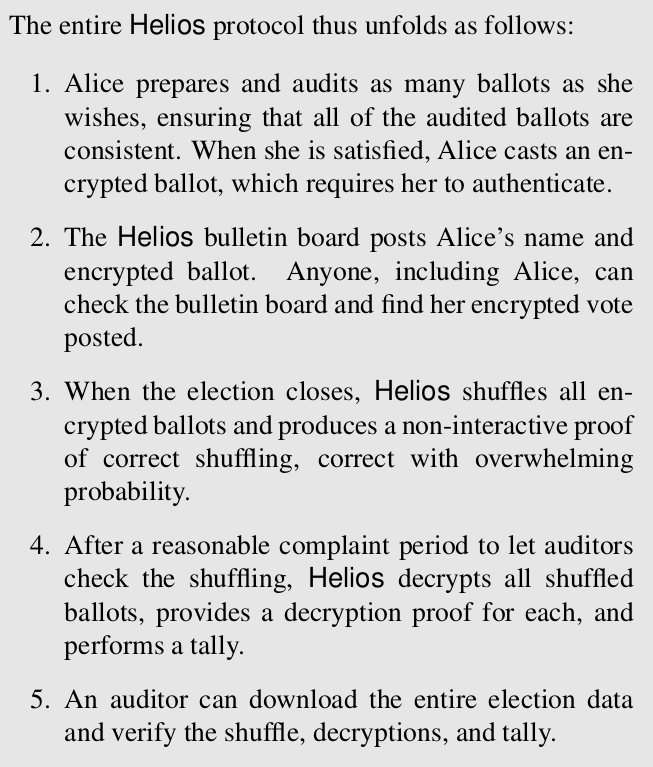 The entire Helios protocol thus unfolds as follows:
1. Alice prepares and audits as many ballots as she
wishes, ensuring that all of the audited ballots are
consistent. When she is satisfied, Alice casts an en-
crypted ballot, which requires her to authenticate.
2. The Helios bulletin board posts Alice's name and
encrypted ballot. Anyone, including Alice, can
check the bulletin board and find her encrypted vote
posted.
3. When the election closes, Helios shuffles all en-
crypted ballots and produces a non-interactive proof
of correct shuffling, correct with overwhelming
probability.
4. After a reasonable complaint period to let auditors
check the shuffling, Helios decrypts all shuffled
ballots, provides a decryption proof for each, and
performs a tally.
5. An auditor can download the entire election data
and verify the shuffle, decryptions, and tally.